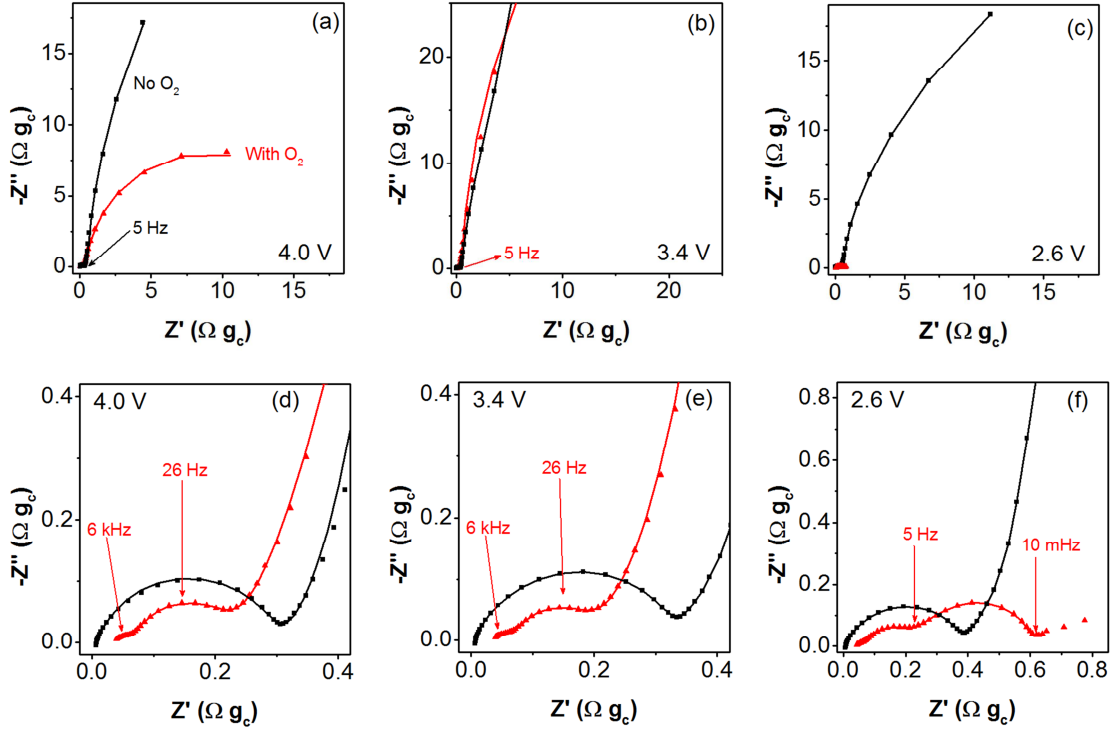 (a)
No O₂
With O₂
5 Hz
4.0 V
0
5
10
15
0
5
10
15
-Z'' (Ω g_c)
Z' (Ω g_c)
(b)
5 Hz
3.4 V
0
10
20
0
10
20
-Z'' (Ω g_c)
Z' (Ω g_c)
(c)
2.6 V
0
5
10
15
0
5
10
15
-Z'' (Ω g_c)
Z' (Ω g_c)
4.0 V
(d)
26 Hz
6 kHz
0.0
0.2
0.4
0.0
0.2
0.4
-Z'' (Ω g_c)
Z' (Ω g_c)
3.4 V
(e)
26 Hz
6 kHz
0.0
0.2
0.4
0.0
0.2
0.4
-Z'' (Ω g_c)
Z' (Ω g_c)
2.6 V
(f)
5 Hz
10 mHz
0.0
0.2
0.4
0.6
0.8
0.0
0.2
0.4
0.6
0.8
-Z'' (Ω g_c)
Z' (Ω g_c)